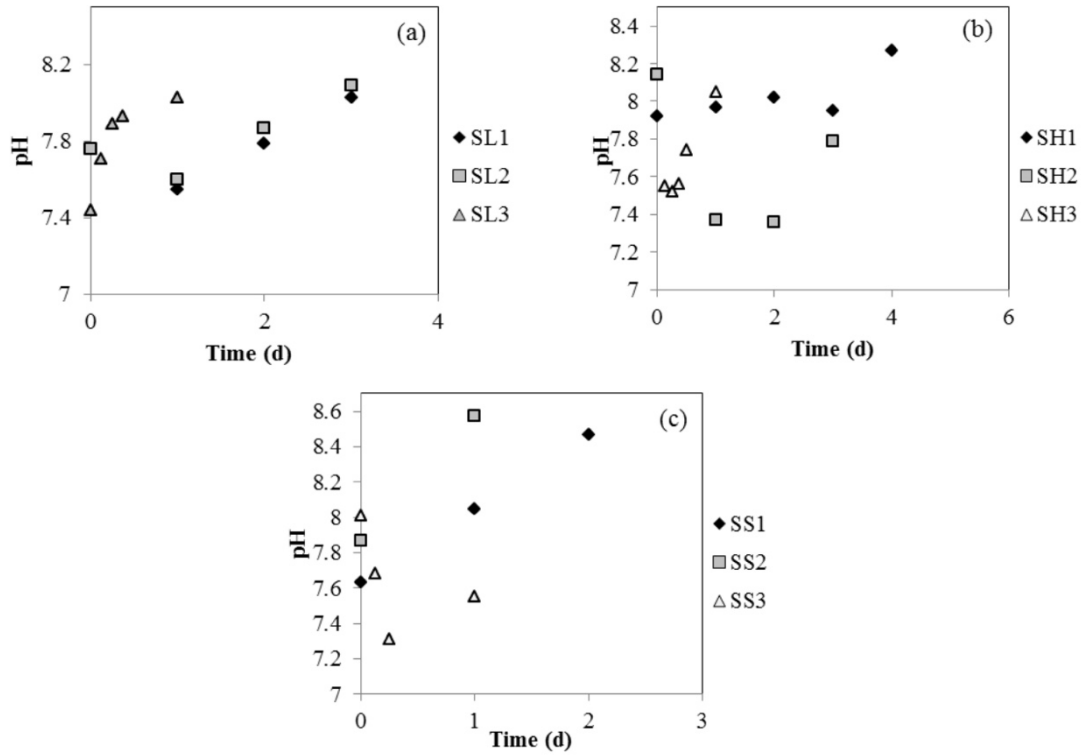 (a)
8.2
7.8
7.4
7
pH
0 2 4
Time (d)
SL1
SL2
SL3
(b)
8.4
8.2
8
7.8
7.6
7.4
7.2
7
pH
0 2 4 6
Time (d)
SH1
SH2
SH3
(c)
8.6
8.4
8.2
8
7.8
7.6
7.4
7.2
7
pH
0 1 2 3
Time (d)
SS1
SS2
SS3